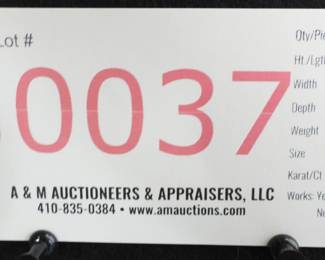 Lot #
0037
A & M AUCTIONEERS & APPRAISERS, LLC
410-835-0384 • www.amauctions.com
Qty/Pie
Ht./Lgth
Width
Depth
Weight
Size
Karat/Ct
Works: Ye